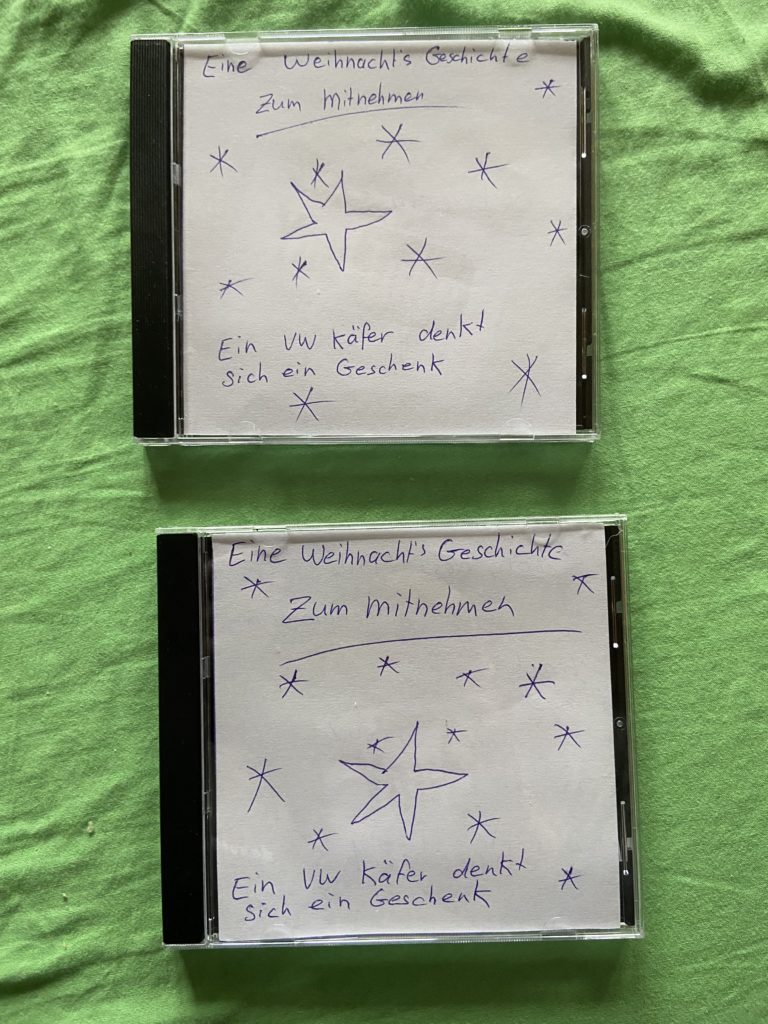 Eine Weihnacht's Geschichte
Zum Mitnehmen
Ein VW Käfer denkt
sich ein Geschenk
Eine Weihnacht's Geschichte
Zum Mitnehmen
Ein VW Käfer denkt
sich ein Geschenk